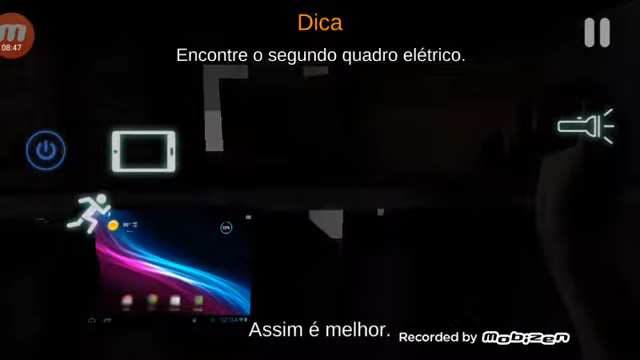 Dica
Encontre o segundo quadro elétrico.
08:47
Assim é melhor.
Recorded by MOBIZEN